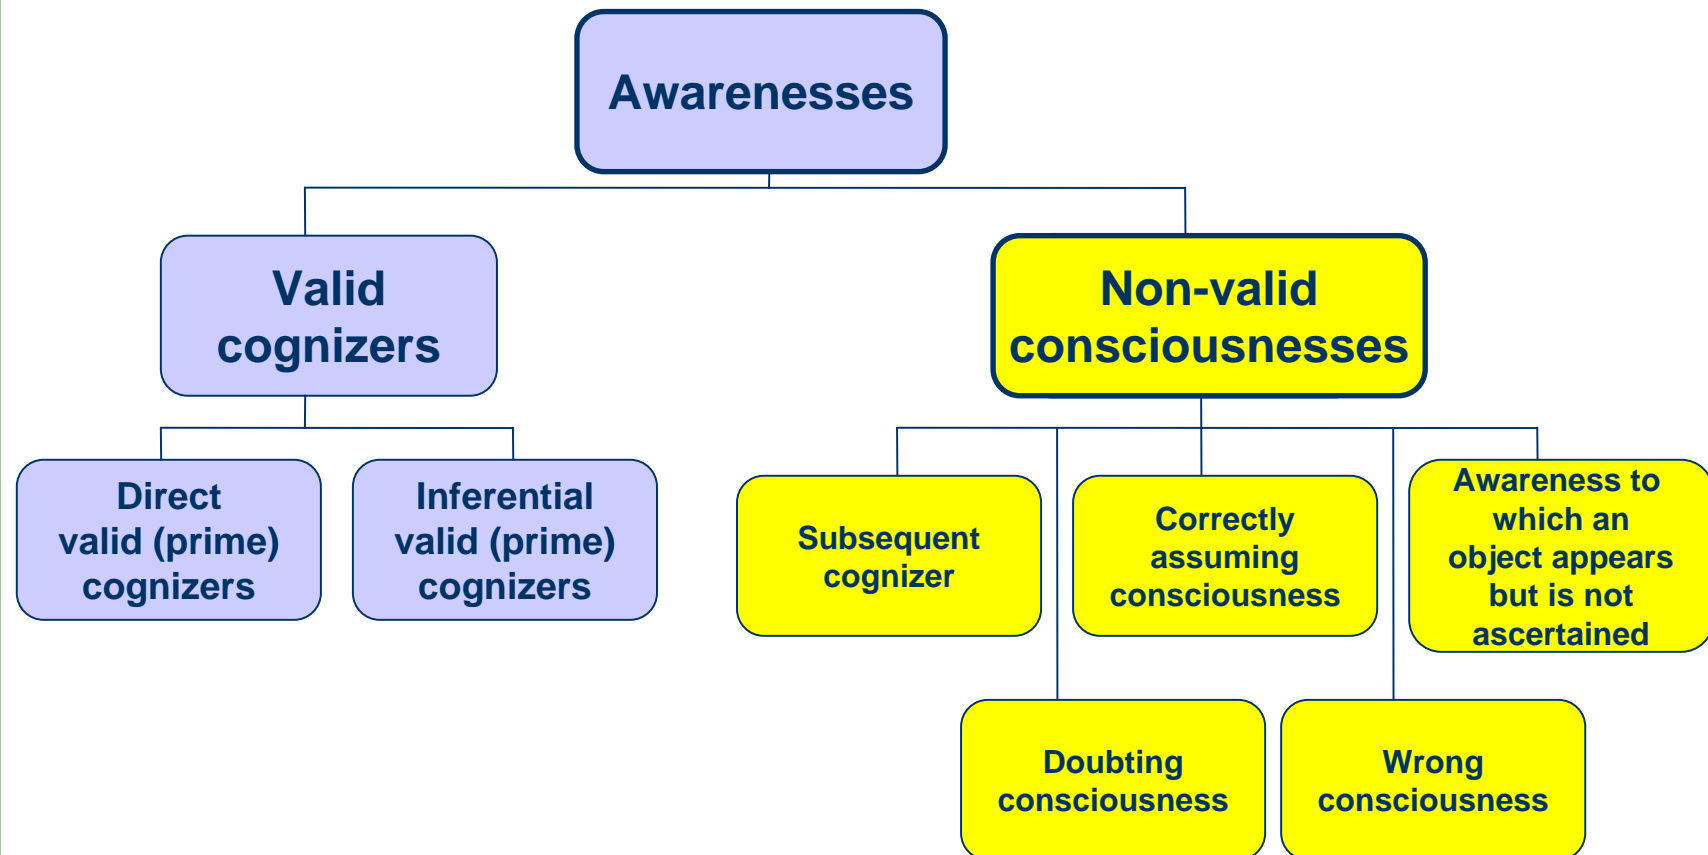 Awarenesses
Valid
cognizers
Non-valid
consciousnesses
Direct
valid (prime)
cognizers
Inferential
valid (prime)
cognizers
Subsequent
cognizer
Correctly
assuming
consciousness
Awareness to
which an
object appears
but is not
ascertained
Doubting
consciousness
Wrong
consciousness